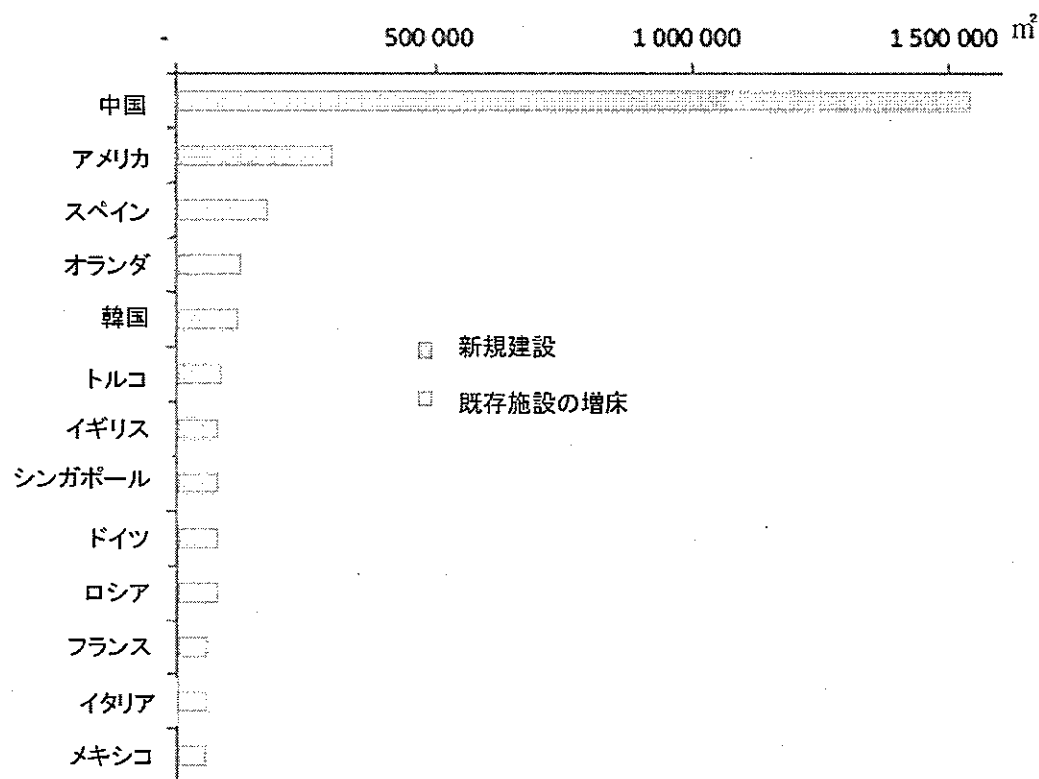 - 500 000 1 000 000 1 500 000 m²
中国
アメリカ
スペイン
オランダ
韓国
新規建設
トルコ
既存施設の増床
イギリス
シンガポール
ドイツ
ロシア
フランス
イタリア
メキシコ